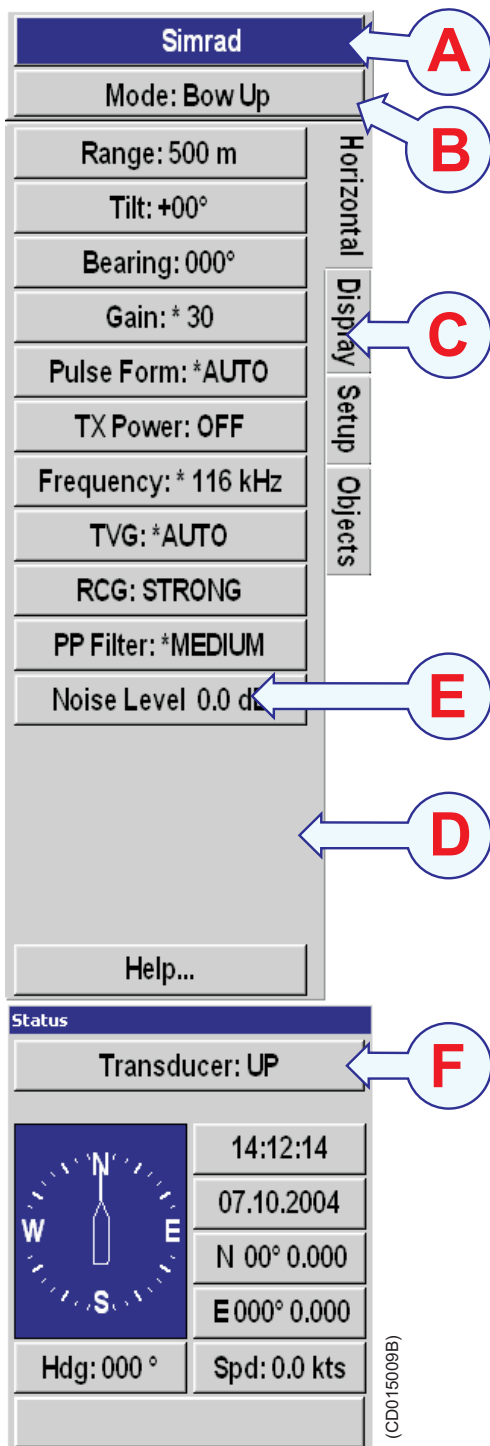 Simrad
A
Mode: Bow Up
B
Range: 500 m
Horizontal
Tilt: +00°
Bearing: 000°
Display
C
Gain: * 30
Pulse Form: *AUTO
Setup
TX Power: OFF
Frequency: * 116 kHz
Objects
TVG: *AUTO
RCG: STRONG
PP Filter: *MEDIUM
Noise Level 0.0 d
E
D
Help...
Status
Transducer: UP
F
N
W
E
S
14:12:14
07.10.2004
N 00° 0.000
E 000° 0.000
Hdg: 000 °
Spd: 0.0 kts
(CD015009B)